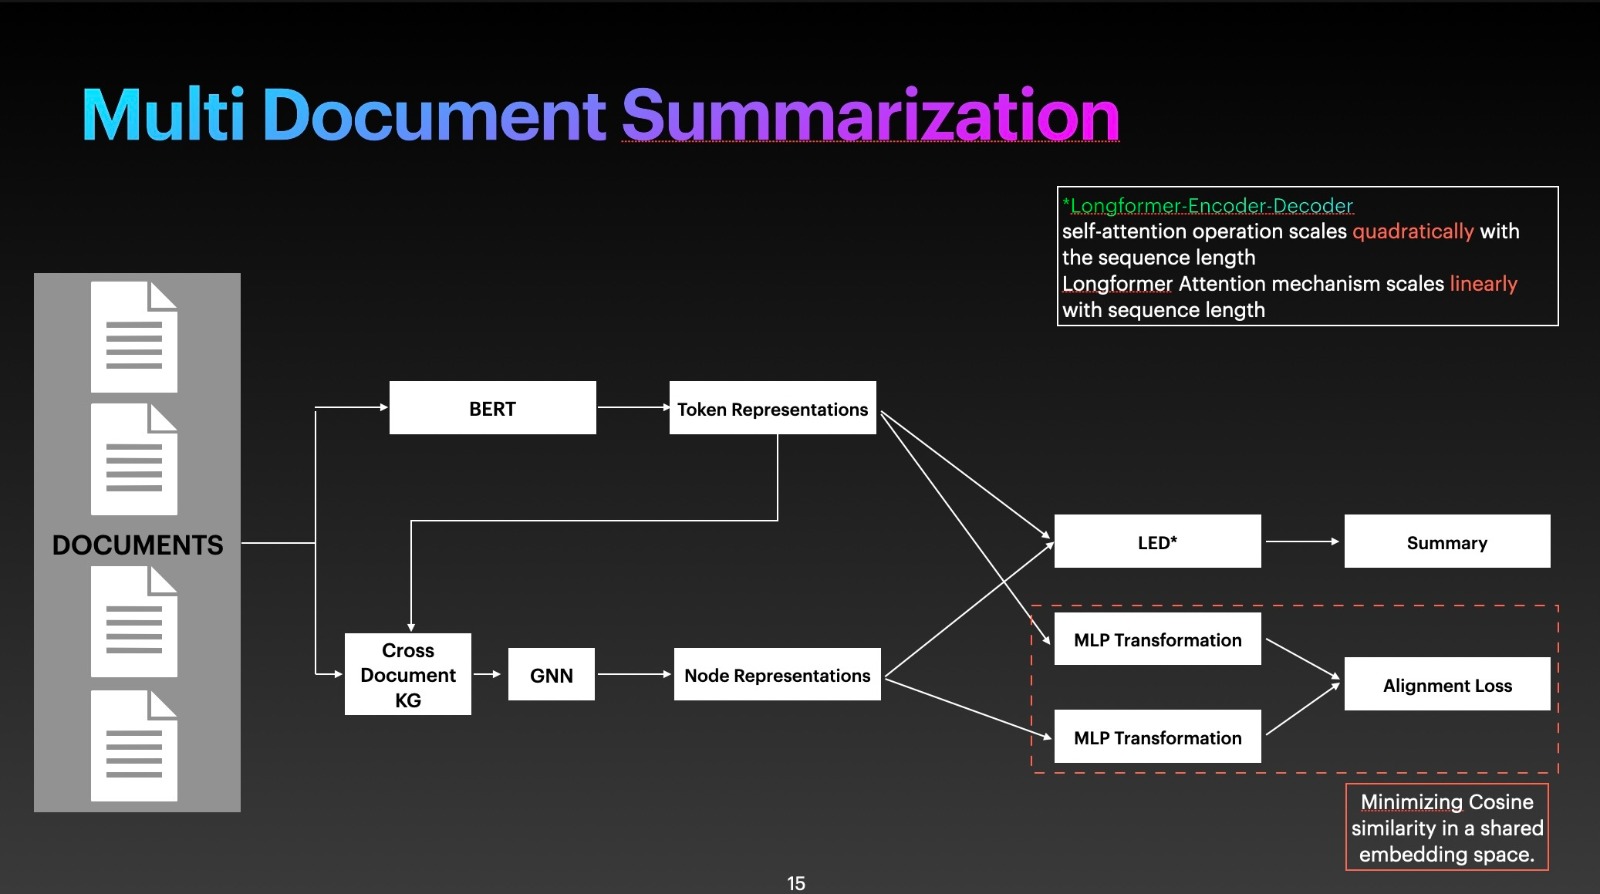 Multi Document Summarization
*Longformer-Encoder-Decoder
self-attention operation scales quadratically with
the sequence length
Longformer Attention mechanism scales linearly
with sequence length
DOCUMENTS
BERT
Token Representations
Cross
Document
KG
GNN
Node Representations
LED*
Summary
MLP Transformation
MLP Transformation
Alignment Loss
Minimizing Cosine
similarity in a shared
embedding space.
15